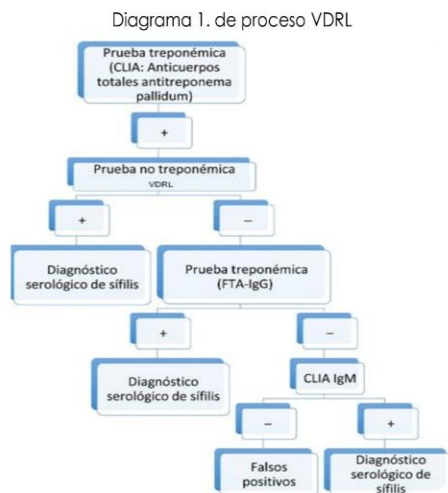 Diagrama 1. de proceso VDRL
Prueba treponémica
(CLIA: Anticuerpos
totales antitreponema
pallidum)
+
Prueba no treponémica
VDRL
+
–
Diagnóstico
serológico de sífilis
Prueba treponémica
(FTA-IgG)
+
–
Diagnóstico
serológico de sífilis
CLIA IgM
–
+
Falsos
positivos
Diagnóstico
serológico de
sífilis